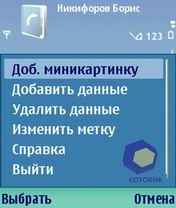 Никифоров Борис
123
Доб. миникартинку
Добавить данные
Удалить данные
Изменить метку
Справка
Выйти
СОТОВИК
Выбрать Отмена